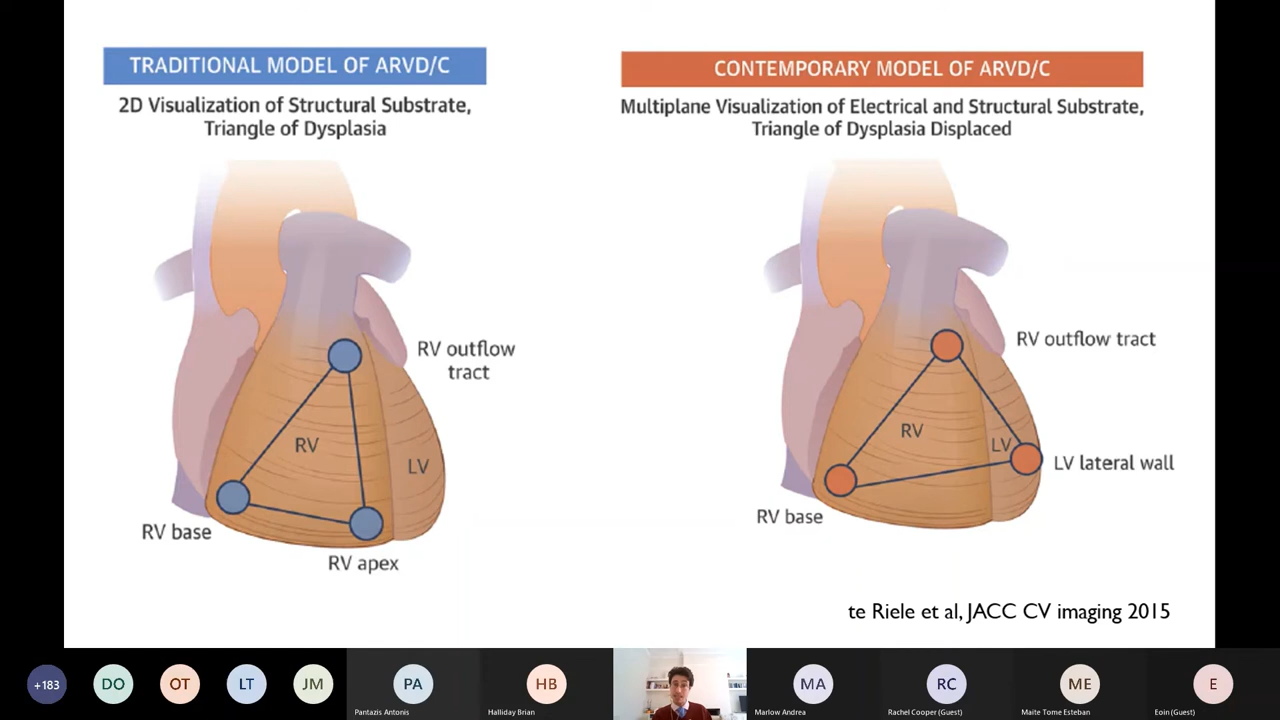 TRADITIONAL MODEL OF ARVD/C
2D Visualization of Structural Substrate,
Triangle of Dysplasia
RV outflow
tract
RV
LV
RV base
RV apex
CONTEMPORARY MODEL OF ARVD/C
Multiplane Visualization of Electrical and Structural Substrate,
Triangle of Dysplasia Displaced
RV outflow tract
RV
LV
LV lateral wall
RV base
te Riele et al, JACC CV imaging 2015
+183
DO
OT
LT
JM
PA
Pantazis Antonis
HB
Halliday Brian
MA
Marlow Andrea
RC
Rachel Cooper (Guest)
ME
Maite Tome Esteban
E
Eoin (Guest)